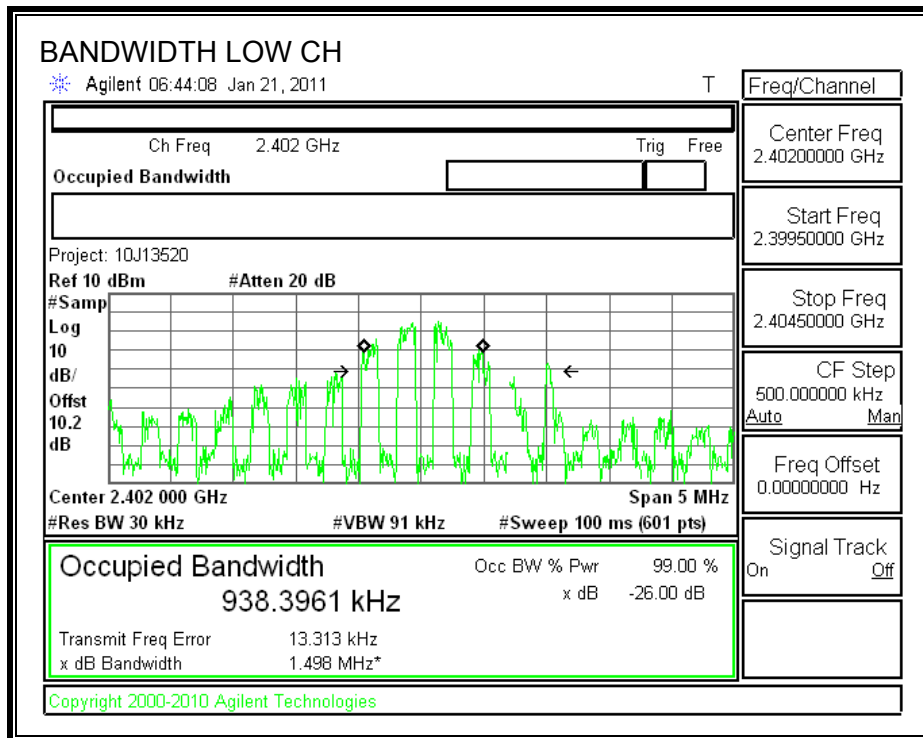 BANDWIDTH LOW CH
Agilent 06:44:08 Jan 21, 2011 T
Freq/Channel
Ch Freq 2.402 GHz Trig Free
Occupied Bandwidth
Center Freq
2.40200000 GHz
Start Freq
2.39950000 GHz
Stop Freq
2.40450000 GHz
CF Step
500.000000 kHz
Auto Man
Freq Offset
0.00000000 Hz
Signal Track
On Off
Project: 10J13520
Ref 10 dBm #Atten 20 dB
#Samp
Log
10
dB/
Offst
10.2
dB
Center 2.402 000 GHz Span 5 MHz
#Res BW 30 kHz #VBW 91 kHz #Sweep 100 ms (601 pts)
Occupied Bandwidth Occ BW % Pwr 99.00 %
938.3961 kHz x dB -26.00 dB
Transmit Freq Error 13.313 kHz
x dB Bandwidth 1.498 MHz*
Copyright 2000-2010 Agilent Technologies